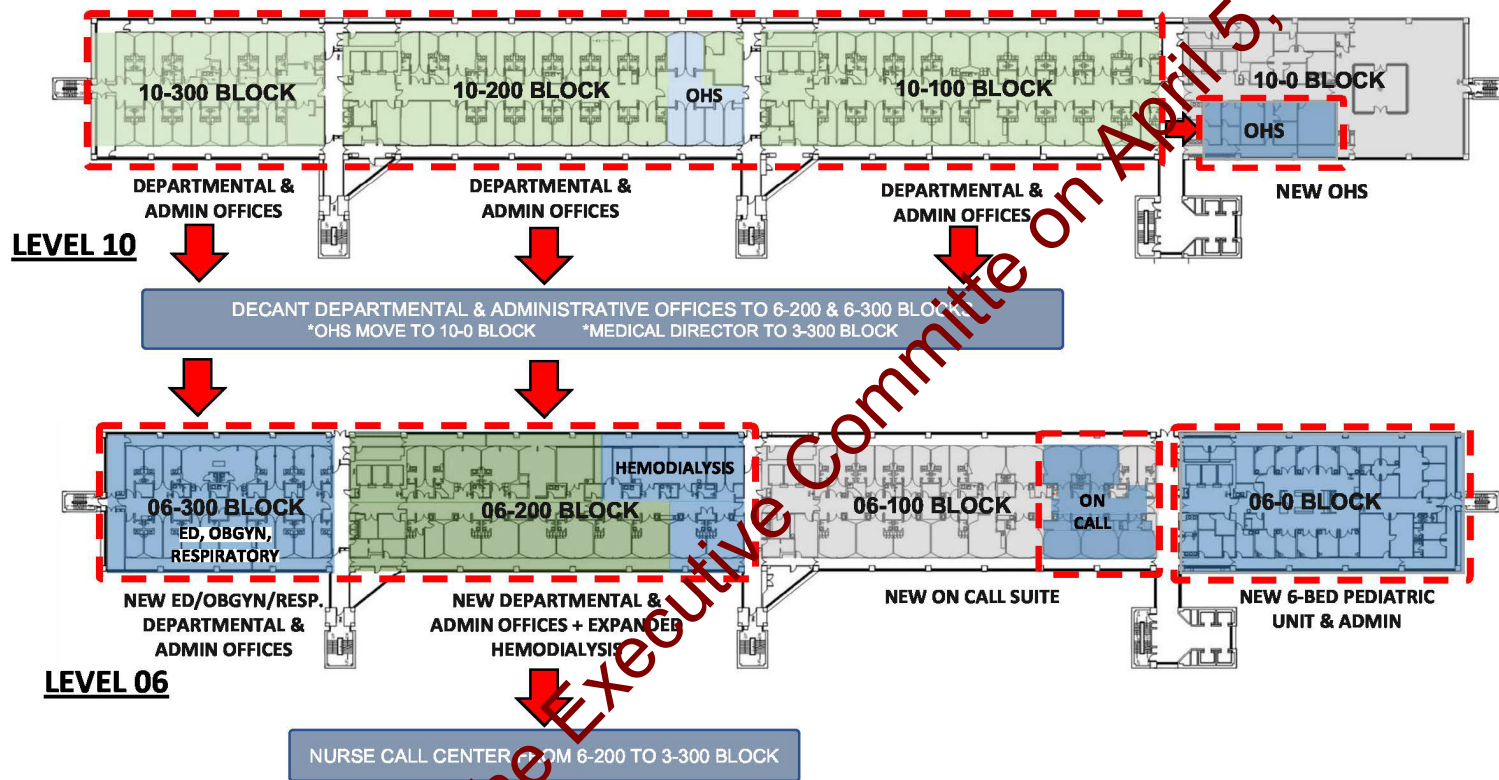 10-300 BLOCK
10-200 BLOCK
OHS
10-100 BLOCK
10-0 BLOCK
OHS
DEPARTMENTAL &
ADMIN OFFICES
DEPARTMENTAL &
ADMIN OFFICES
DEPARTMENTAL &
ADMIN OFFICES
NEW OHS
LEVEL 10
DECANT DEPARTMENTAL & ADMINISTRATIVE OFFICES TO 6-200 & 6-300 BLOCKS
*OHS MOVE TO 10-0 BLOCK *MEDICAL DIRECTOR TO 3-300 BLOCK
06-300 BLOCK
ED, OBGYN,
RESPIRATORY
HEMODIALYSIS
06-200 BLOCK
06-100 BLOCK
ON
CALL
06-0 BLOCK
NEW ED/OBGYN/RESP.
DEPARTMENTAL &
ADMIN OFFICES
NEW DEPARTMENTAL &
ADMIN OFFICES + EXPANDED
HEMODIALYSIS
NEW ON CALL SUITE
NEW 6-BED PEDIATRIC
UNIT & ADMIN
LEVEL 06
NURSE CALL CENTER FROM 6-200 TO 3-300 BLOCK
he Executive Committe on April 5,